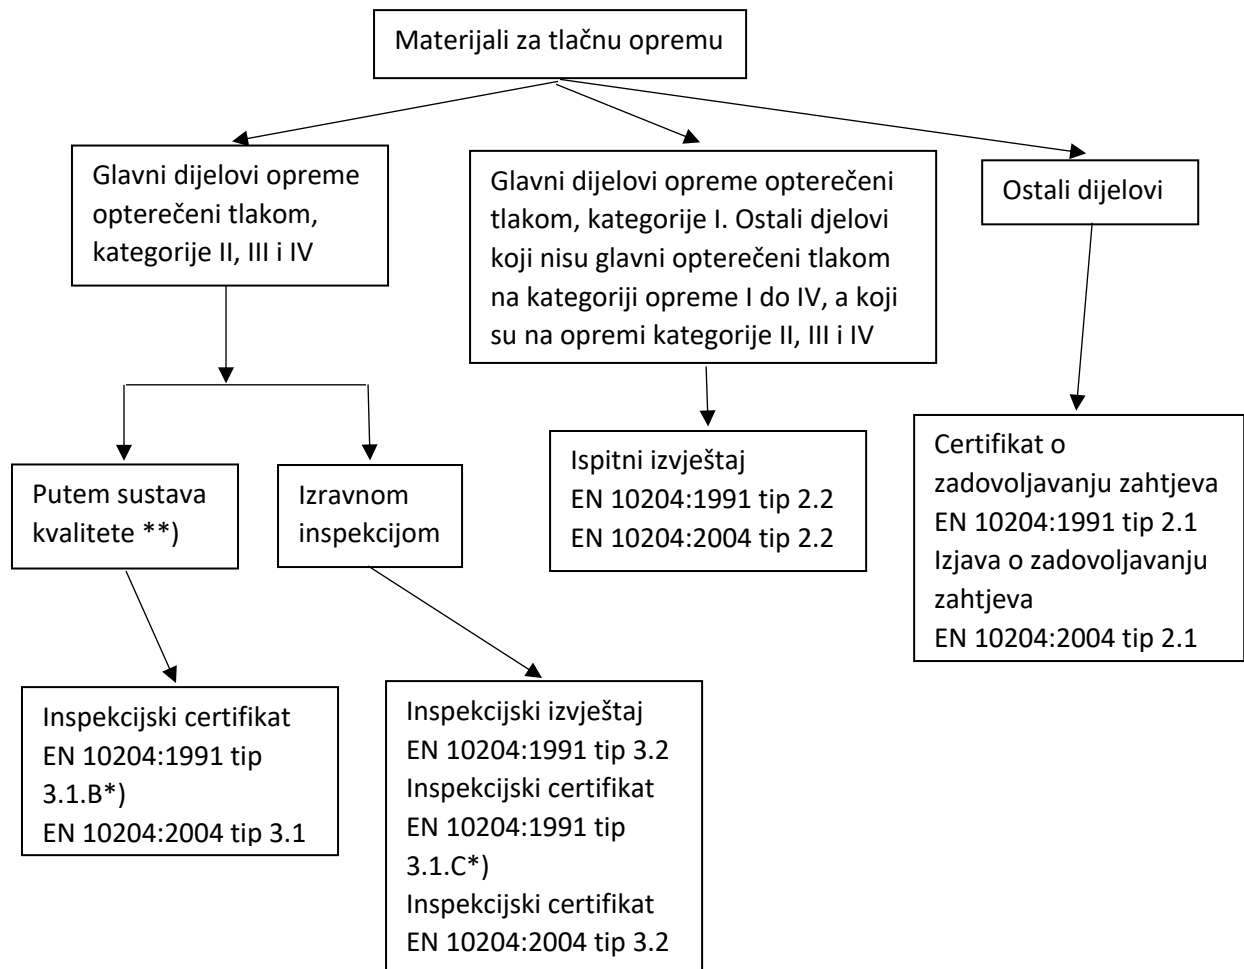 Materijali za tlačnu opremu
Glavni dijelovi opreme
opterečeni tlakom,
kategorije II, III i IV
Glavni dijelovi opreme opterečeni
tlakom, kategorije I. Ostali djelovi
koji nisu glavni opterečeni tlakom
na kategoriji opreme I do IV, a koji
su na opremi kategorije II, III i IV
Ostali dijelovi
Putem sustava
kvalitete **)
Izravnom
inspekcijom
Ispitni izvještaj
EN 10204:1991 tip 2.2
EN 10204:2004 tip 2.2
Certifikat o
zadovoljavanju zahtjeva
EN 10204:1991 tip 2.1
Izjava o zadovoljavanju
zahtjeva
EN 10204:2004 tip 2.1
Inspekcijski certifikat
EN 10204:1991 tip
3.1.B*)
EN 10204:2004 tip 3.1
Inspekcijski izvještaj
EN 10204:1991 tip 3.2
Inspekcijski certifikat
EN 10204:1991 tip
3.1.C*)
Inspekcijski certifikat
EN 10204:2004 tip 3.2